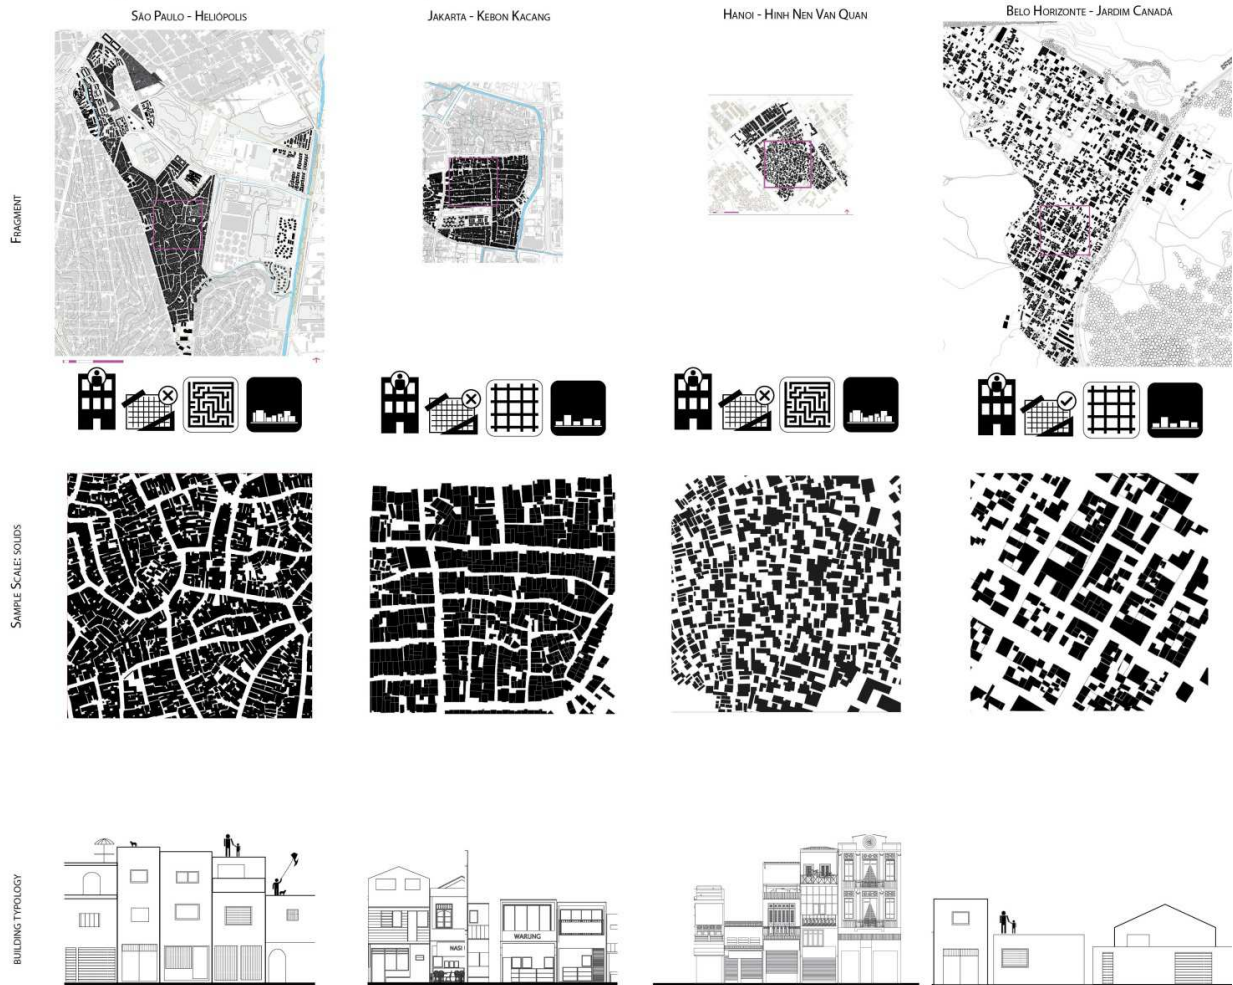 SÃO PAULO - HELIÓPOLIS
JAKARTA - KEBON KACANG
HANOI - HINH NEN VAN QUAN
BELO HORIZONTE - JARDIM CANADÁ
FRAGMENT
SAMPLE SCALE: SOLIDS
BUILDING TYPOLOGY
NASI
WARUNG